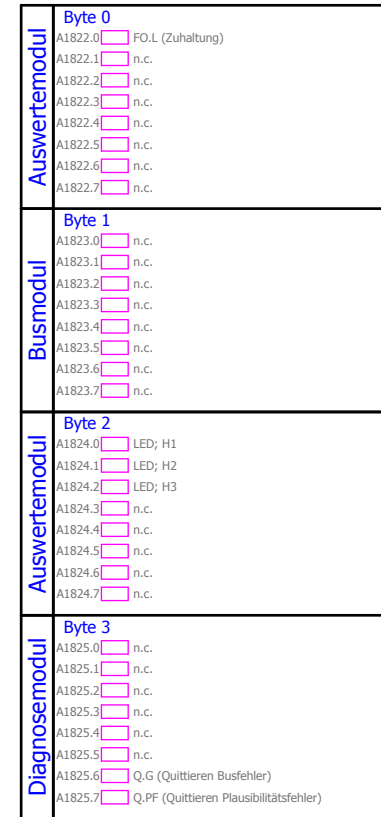 Auswertemodul
Byte 0
A1822.0 FO.L (Zuhaltung)
A1822.1 n.c.
A1822.2 n.c.
A1822.3 n.c.
A1822.4 n.c.
A1822.5 n.c.
A1822.6 n.c.
A1822.7 n.c.
Busmodul
Byte 1
A1823.0 n.c.
A1823.1 n.c.
A1823.2 n.c.
A1823.3 n.c.
A1823.4 n.c.
A1823.5 n.c.
A1823.6 n.c.
A1823.7 n.c.
Auswertemodul
Byte 2
A1824.0 LED; H1
A1824.1 LED; H2
A1824.2 LED; H3
A1824.3 n.c.
A1824.4 n.c.
A1824.5 n.c.
A1824.6 n.c.
A1824.7 n.c.
Diagnosemodul
Byte 3
A1825.0 n.c.
A1825.1 n.c.
A1825.2 n.c.
A1825.3 n.c.
A1825.4 n.c.
A1825.5 n.c.
A1825.6 Q.G (Quittieren Busfehler)
A1825.7 Q.PF (Quittieren Plausibilitätsfehler)